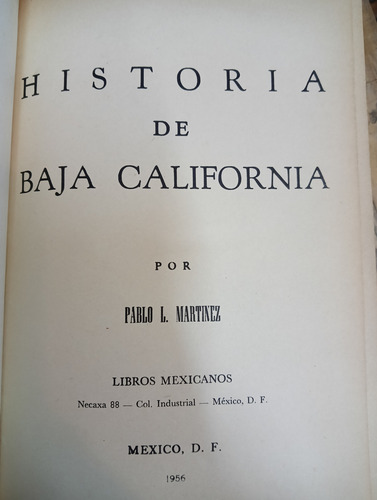 HISTORIA
DE
BAJA CALIFORNIA
POR
PABLO L. MARTINEZ
LIBROS MEXICANOS
Necaxa 88 — Col. Industrial — México, D. F.
MEXICO, D. F.
1956